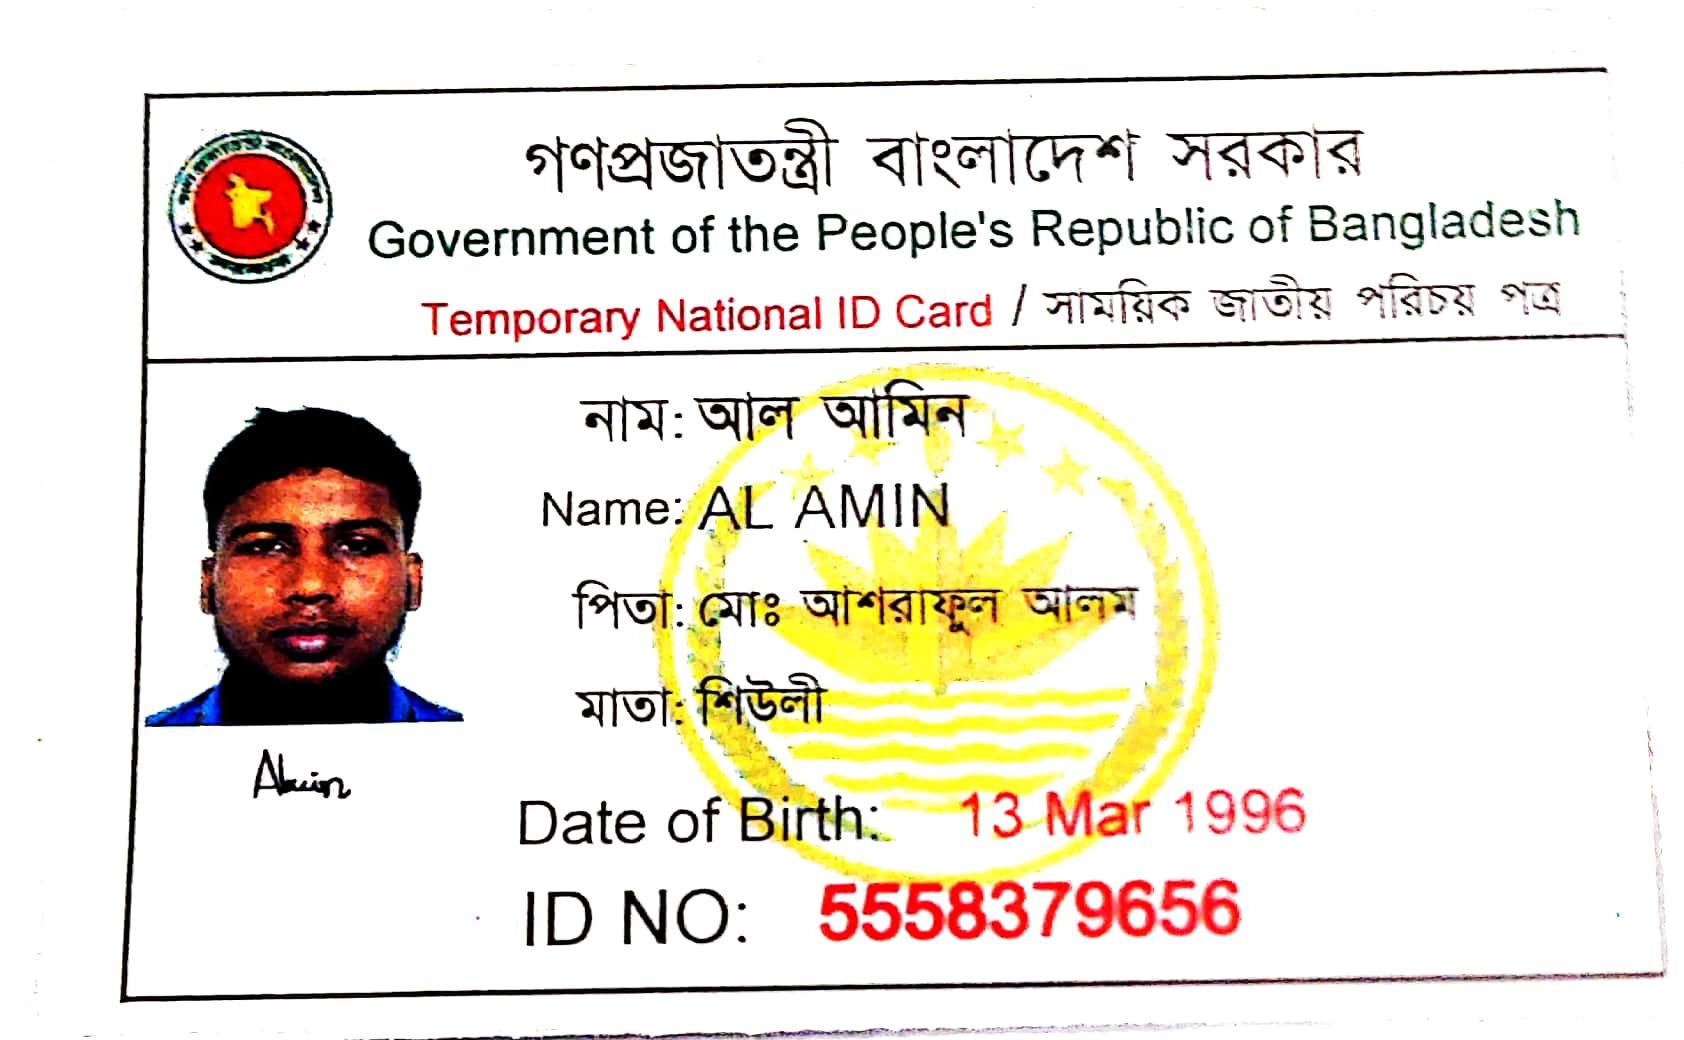 গণপ্রজাতন্ত্রী বাংলাদেশ সরকার
Government of the People's Republic of Bangladesh
Temporary National ID Card / সাময়িক জাতীয় পরিচয় পত্র
নাম: আল আমিন
Name: AL AMIN
পিতা: মোঃ আশরাফুল আলম
মাতা: শিউলী
Date of Birth: 13 Mar 1996
ID NO: 5558379656